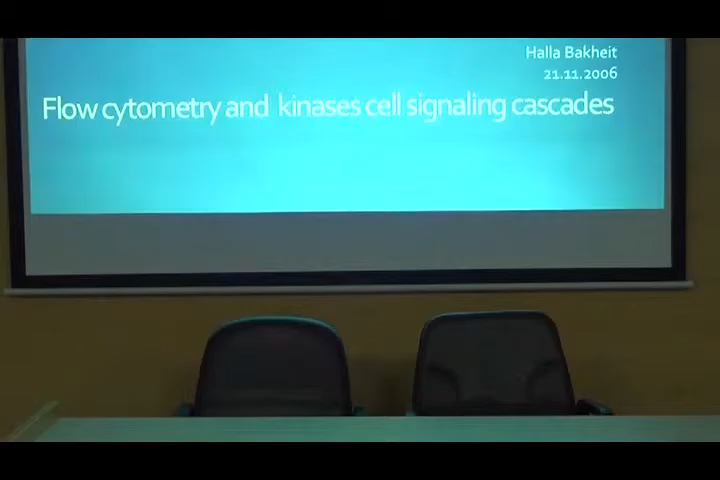 Halla Bakheit
21.11.2006
Flow cytometry and kinases cell signaling cascades